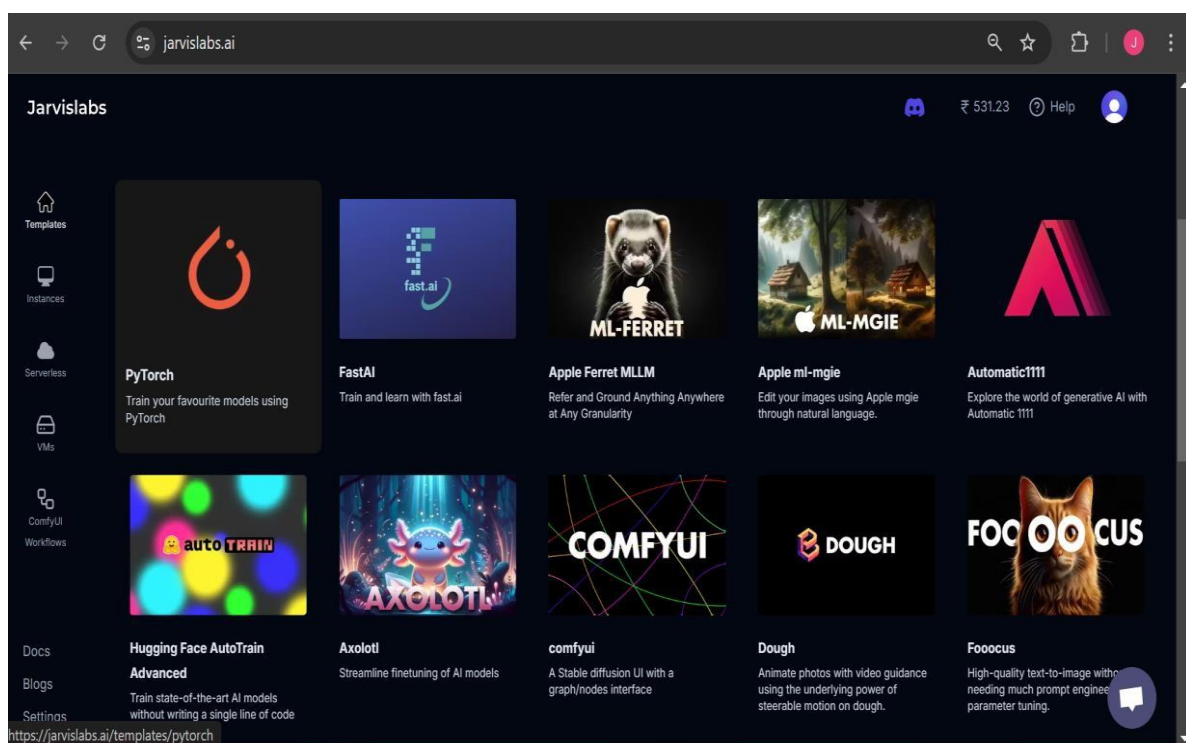 jarvislabs.ai
J
Jarvislabs
₹ 531.23
Help
Templates
Instances
Serverless
VMs
ComfyUI
Workflows
Docs
Blogs
Settings
fast.ai
ML-FERRET
ML-MGIE
PyTorch
Train your favourite models using
PyTorch
FastAI
Train and learn with fast.ai
Apple Ferret MLLM
Refer and Ground Anything Anywhere
at Any Granularity
Apple ml-mgie
Edit your images using Apple mgie
through natural language.
Automatic1111
Explore the world of generative AI with
Automatic 1111
auto TRAIN
AXOLOTL
COMFYUI
DOUGH
FOOOOCUS
Hugging Face AutoTrain
Advanced
Train state-of-the-art AI models
without writing a single line of code
Axolotl
Streamline finetuning of AI models
comfyui
A Stable diffusion UI with a
graph/nodes interface
Dough
Animate photos with video guidance
using the underlying power of
steerable motion on dough.
Fooocus
High-quality text-to-image
needing much prompt
parameter tuning.
https://jarvislabs.ai/templates/pytorch